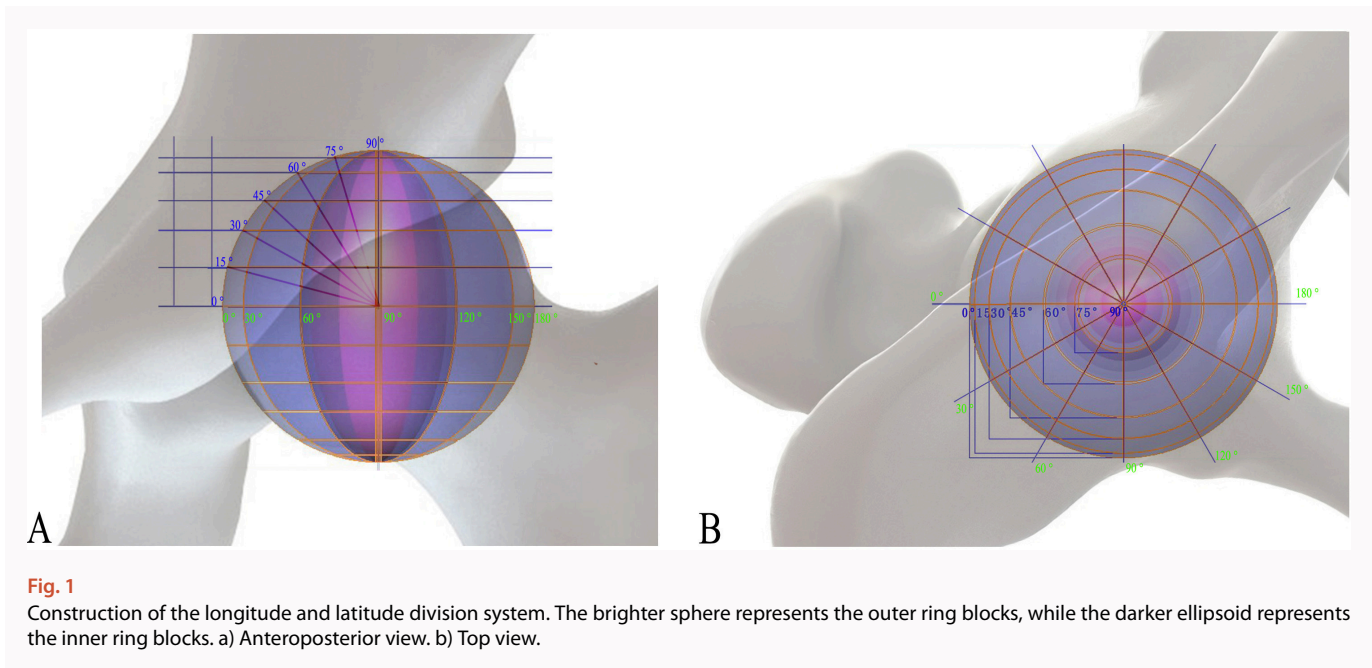 90°
75°
60°
45°
30°
15°
0°
0° 30° 60° 90° 120° 150°
A
0° 180°
0° 15 30° 45° 60° 75° 90°
30° 150°
60° 90°
B
Fig. 1
Construction of the longitude and latitude division system. The brighter sphere represents the outer ring blocks, while the darker ellipsoid represents
the inner ring blocks. a) Anteroposterior view. b) Top view.